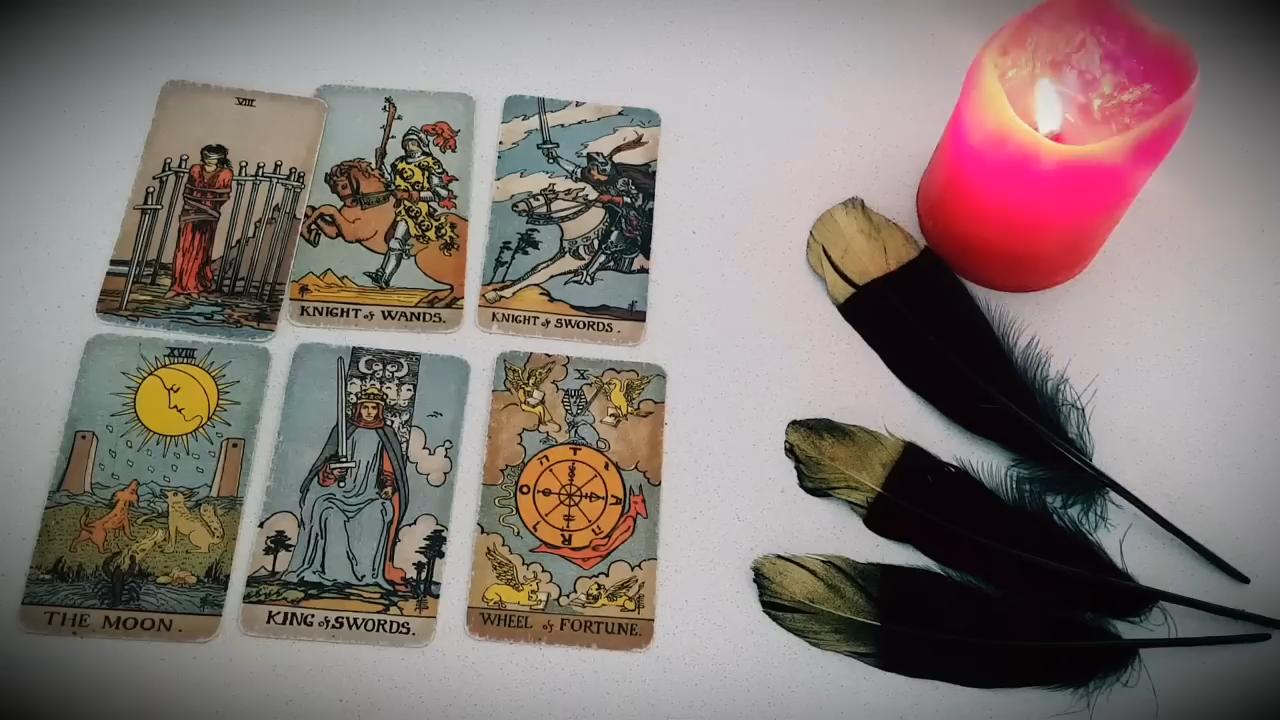 VIII
KNIGHT of WANDS.
KNIGHT of SWORDS.
XVIII
THE MOON.
KING of SWORDS.
X
WHEEL of FORTUNE.